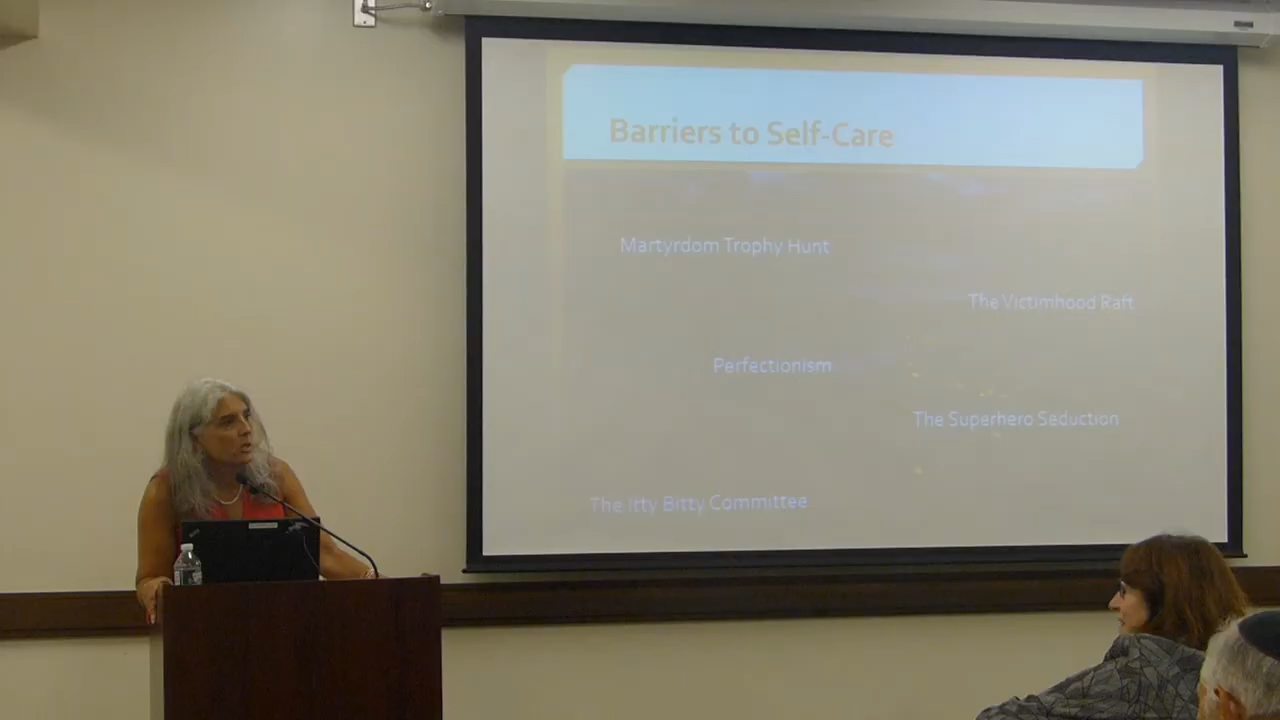 Barriers to Self-Care
Martyrdom Trophy Hunt
The Victimhood Raft
Perfectionism
The Superhero Seduction
The Itty Bitty Committee